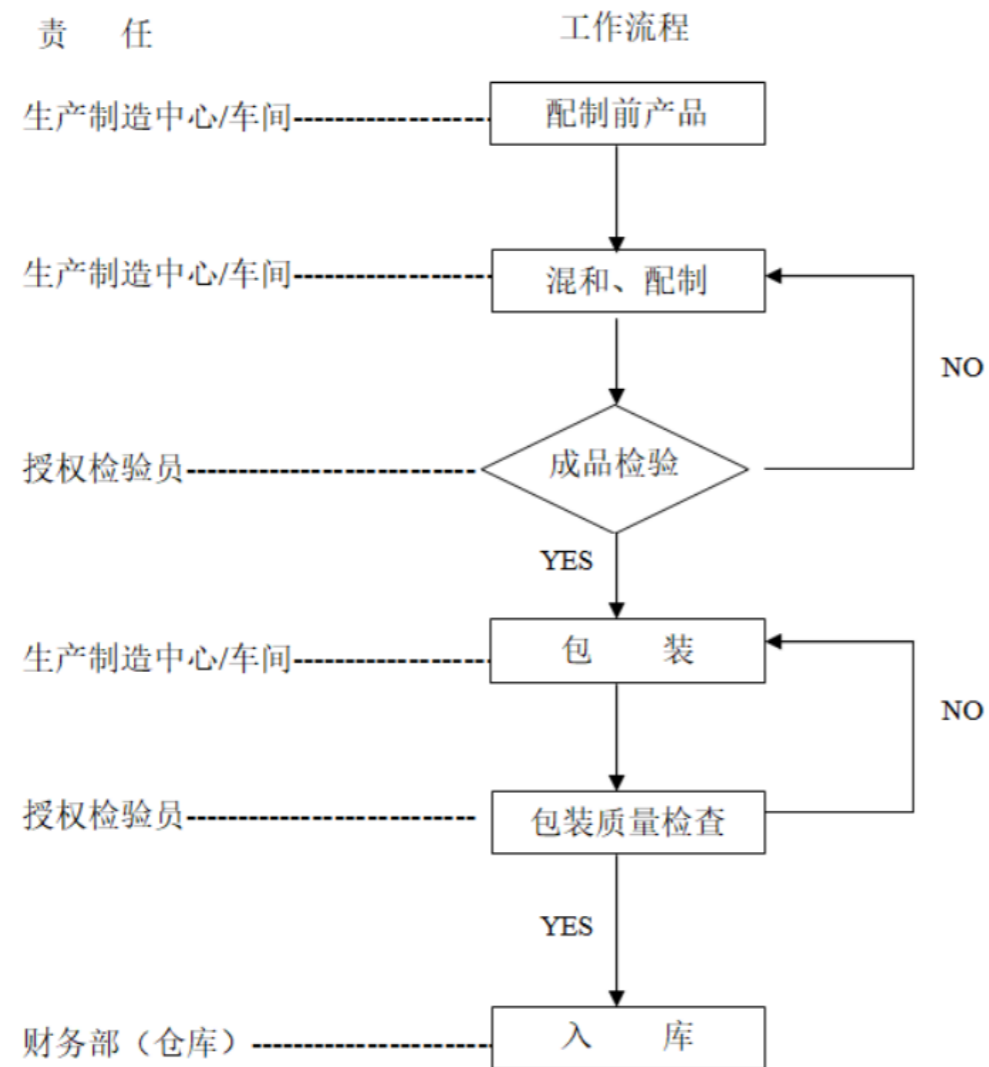 责 任 工作流程
生产制造中心/车间 配制前产品
生产制造中心/车间 混和、配制
NO
授权检验员 成品检验
YES
生产制造中心/车间 包 装
NO
授权检验员 包装质量检查
YES
财务部（仓库） 入 库